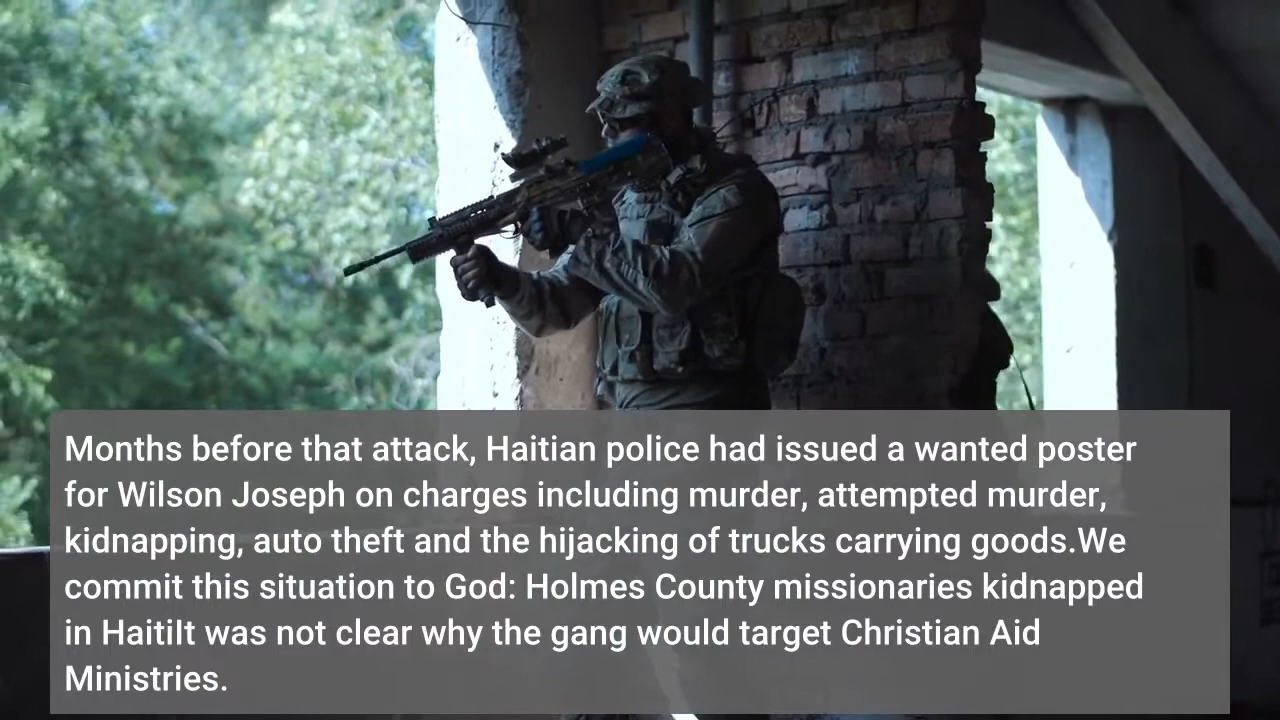 Months before that attack, Haitian police had issued a wanted poster
for Wilson Joseph on charges including murder, attempted murder,
kidnapping, auto theft and the hijacking of trucks carrying goods.We
commit this situation to God: Holmes County missionaries kidnapped
in HaitiIt was not clear why the gang would target Christian Aid
Ministries.